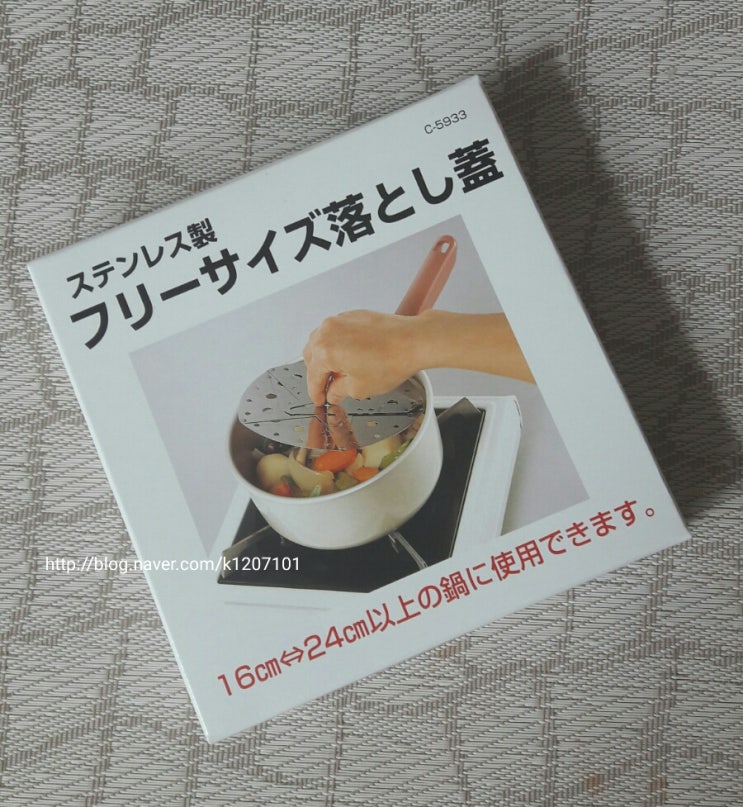 C-5933
ステンレス製
フリーサイズ落とし蓋
http://blog.naver.com/k1207101
16cm⇔24cm以上の鍋に使用できます。